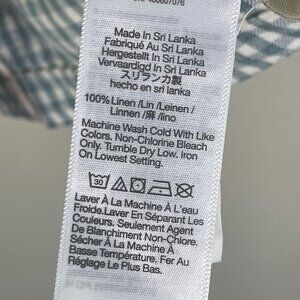 Made In Sri Lanka
Fabriqué Au Sri Lanka
Hergestellt In Sri Lanka
Vervaardigd In Sri Lanka
スリランカ製
hecho en sri Lanka
100% Linen/Lin/Leinen/
Linnen/麻/lino
Machine Wash Cold With Like
Colors. Non-Chlorine Bleach
Only. Tumble Dry Low. Iron
On Lowest Setting.
30
Laver À La Machine À L'eau
Froide.Laver En Séparant Les
Couleurs. Seulement Agent
De Blanchiment Non-Chlore.
Sécher À La Machine À
Basse Température. Fer Au
Réglage Le Plus Bas.